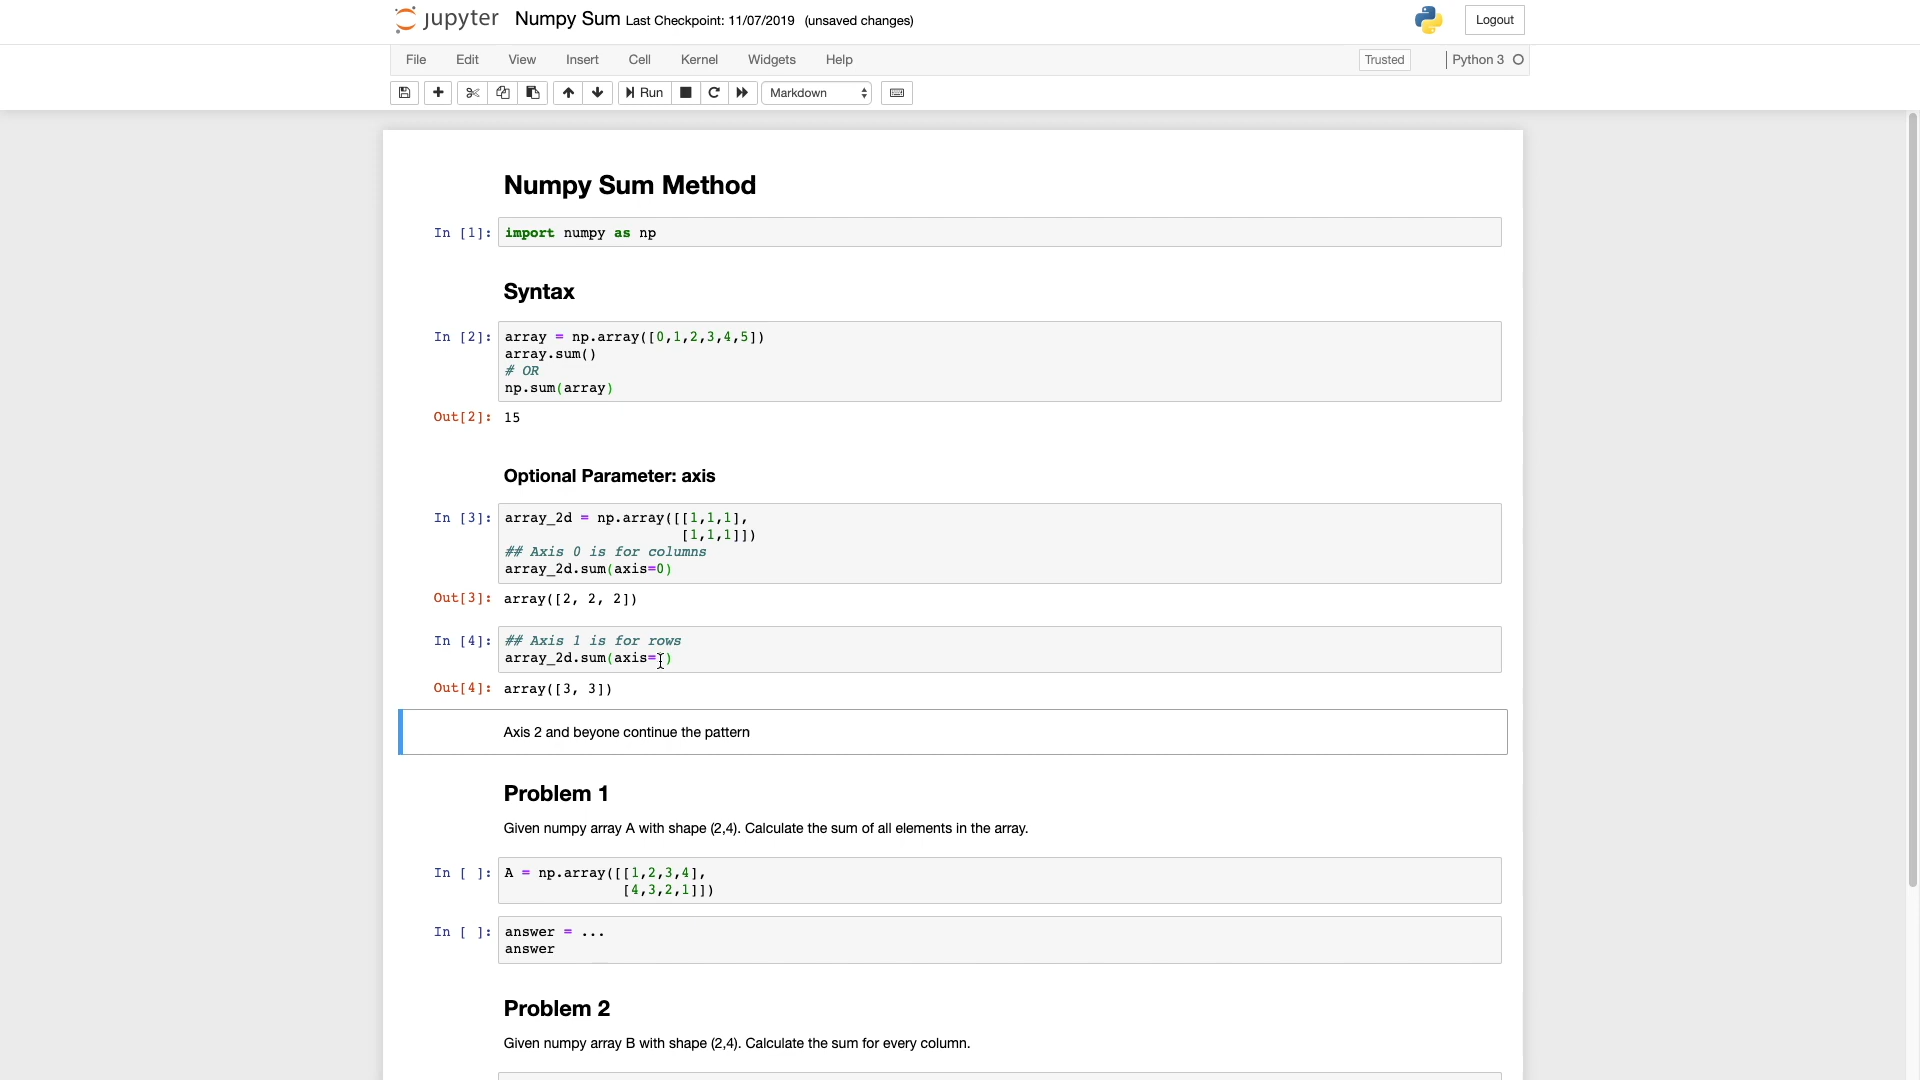 jupyter Numpy Sum Last Checkpoint: 11/07/2019 (unsaved changes) Logout
File Edit View Insert Cell Kernel Widgets Help Trusted Python 3
Run Markdown
Numpy Sum Method
In [1]: import numpy as np
Syntax
In [2]: array = np.array([0,1,2,3,4,5])
array.sum()
# OR
np.sum(array)
Out[2]: 15
Optional Parameter: axis
In [3]: array_2d = np.array([[1,1,1],
[1,1,1]])
## Axis 0 is for columns
array_2d.sum(axis=0)
Out[3]: array([2, 2, 2])
In [4]: ## Axis 1 is for rows
array_2d.sum(axis=1)
Out[4]: array([3, 3])
Axis 2 and beyone continue the pattern
Problem 1
Given numpy array A with shape (2,4). Calculate the sum of all elements in the array.
In [ ]: A = np.array([[1,2,3,4],
[4,3,2,1]])
In [ ]: answer = ...
answer
Problem 2
Given numpy array B with shape (2,4). Calculate the sum for every column.